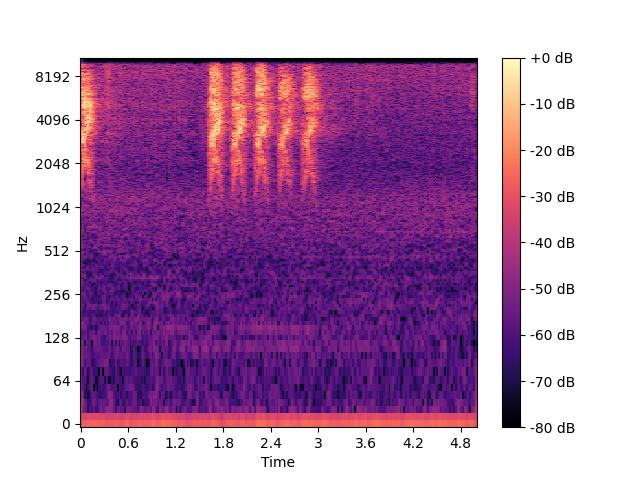 8192
4096
2048
1024
512
256
128
64
0
Hz
0 0.6 1.2 1.8 2.4 3 3.6 4.2 4.8
Time
+0 dB
-10 dB
-20 dB
-30 dB
-40 dB
-50 dB
-60 dB
-70 dB
-80 dB